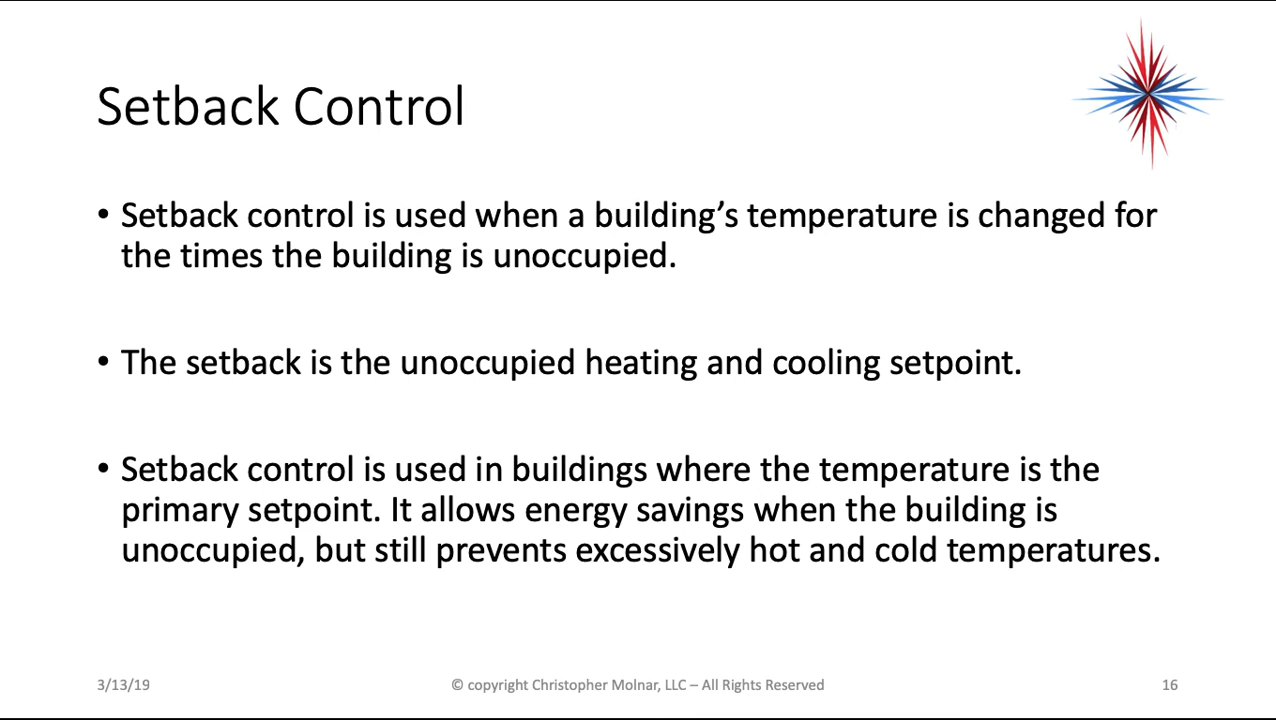 Setback Control
• Setback control is used when a building’s temperature is changed for
the times the building is unoccupied.
• The setback is the unoccupied heating and cooling setpoint.
• Setback control is used in buildings where the temperature is the
primary setpoint. It allows energy savings when the building is
unoccupied, but still prevents excessively hot and cold temperatures.
3/13/19
© copyright Christopher Molnar, LLC – All Rights Reserved
16